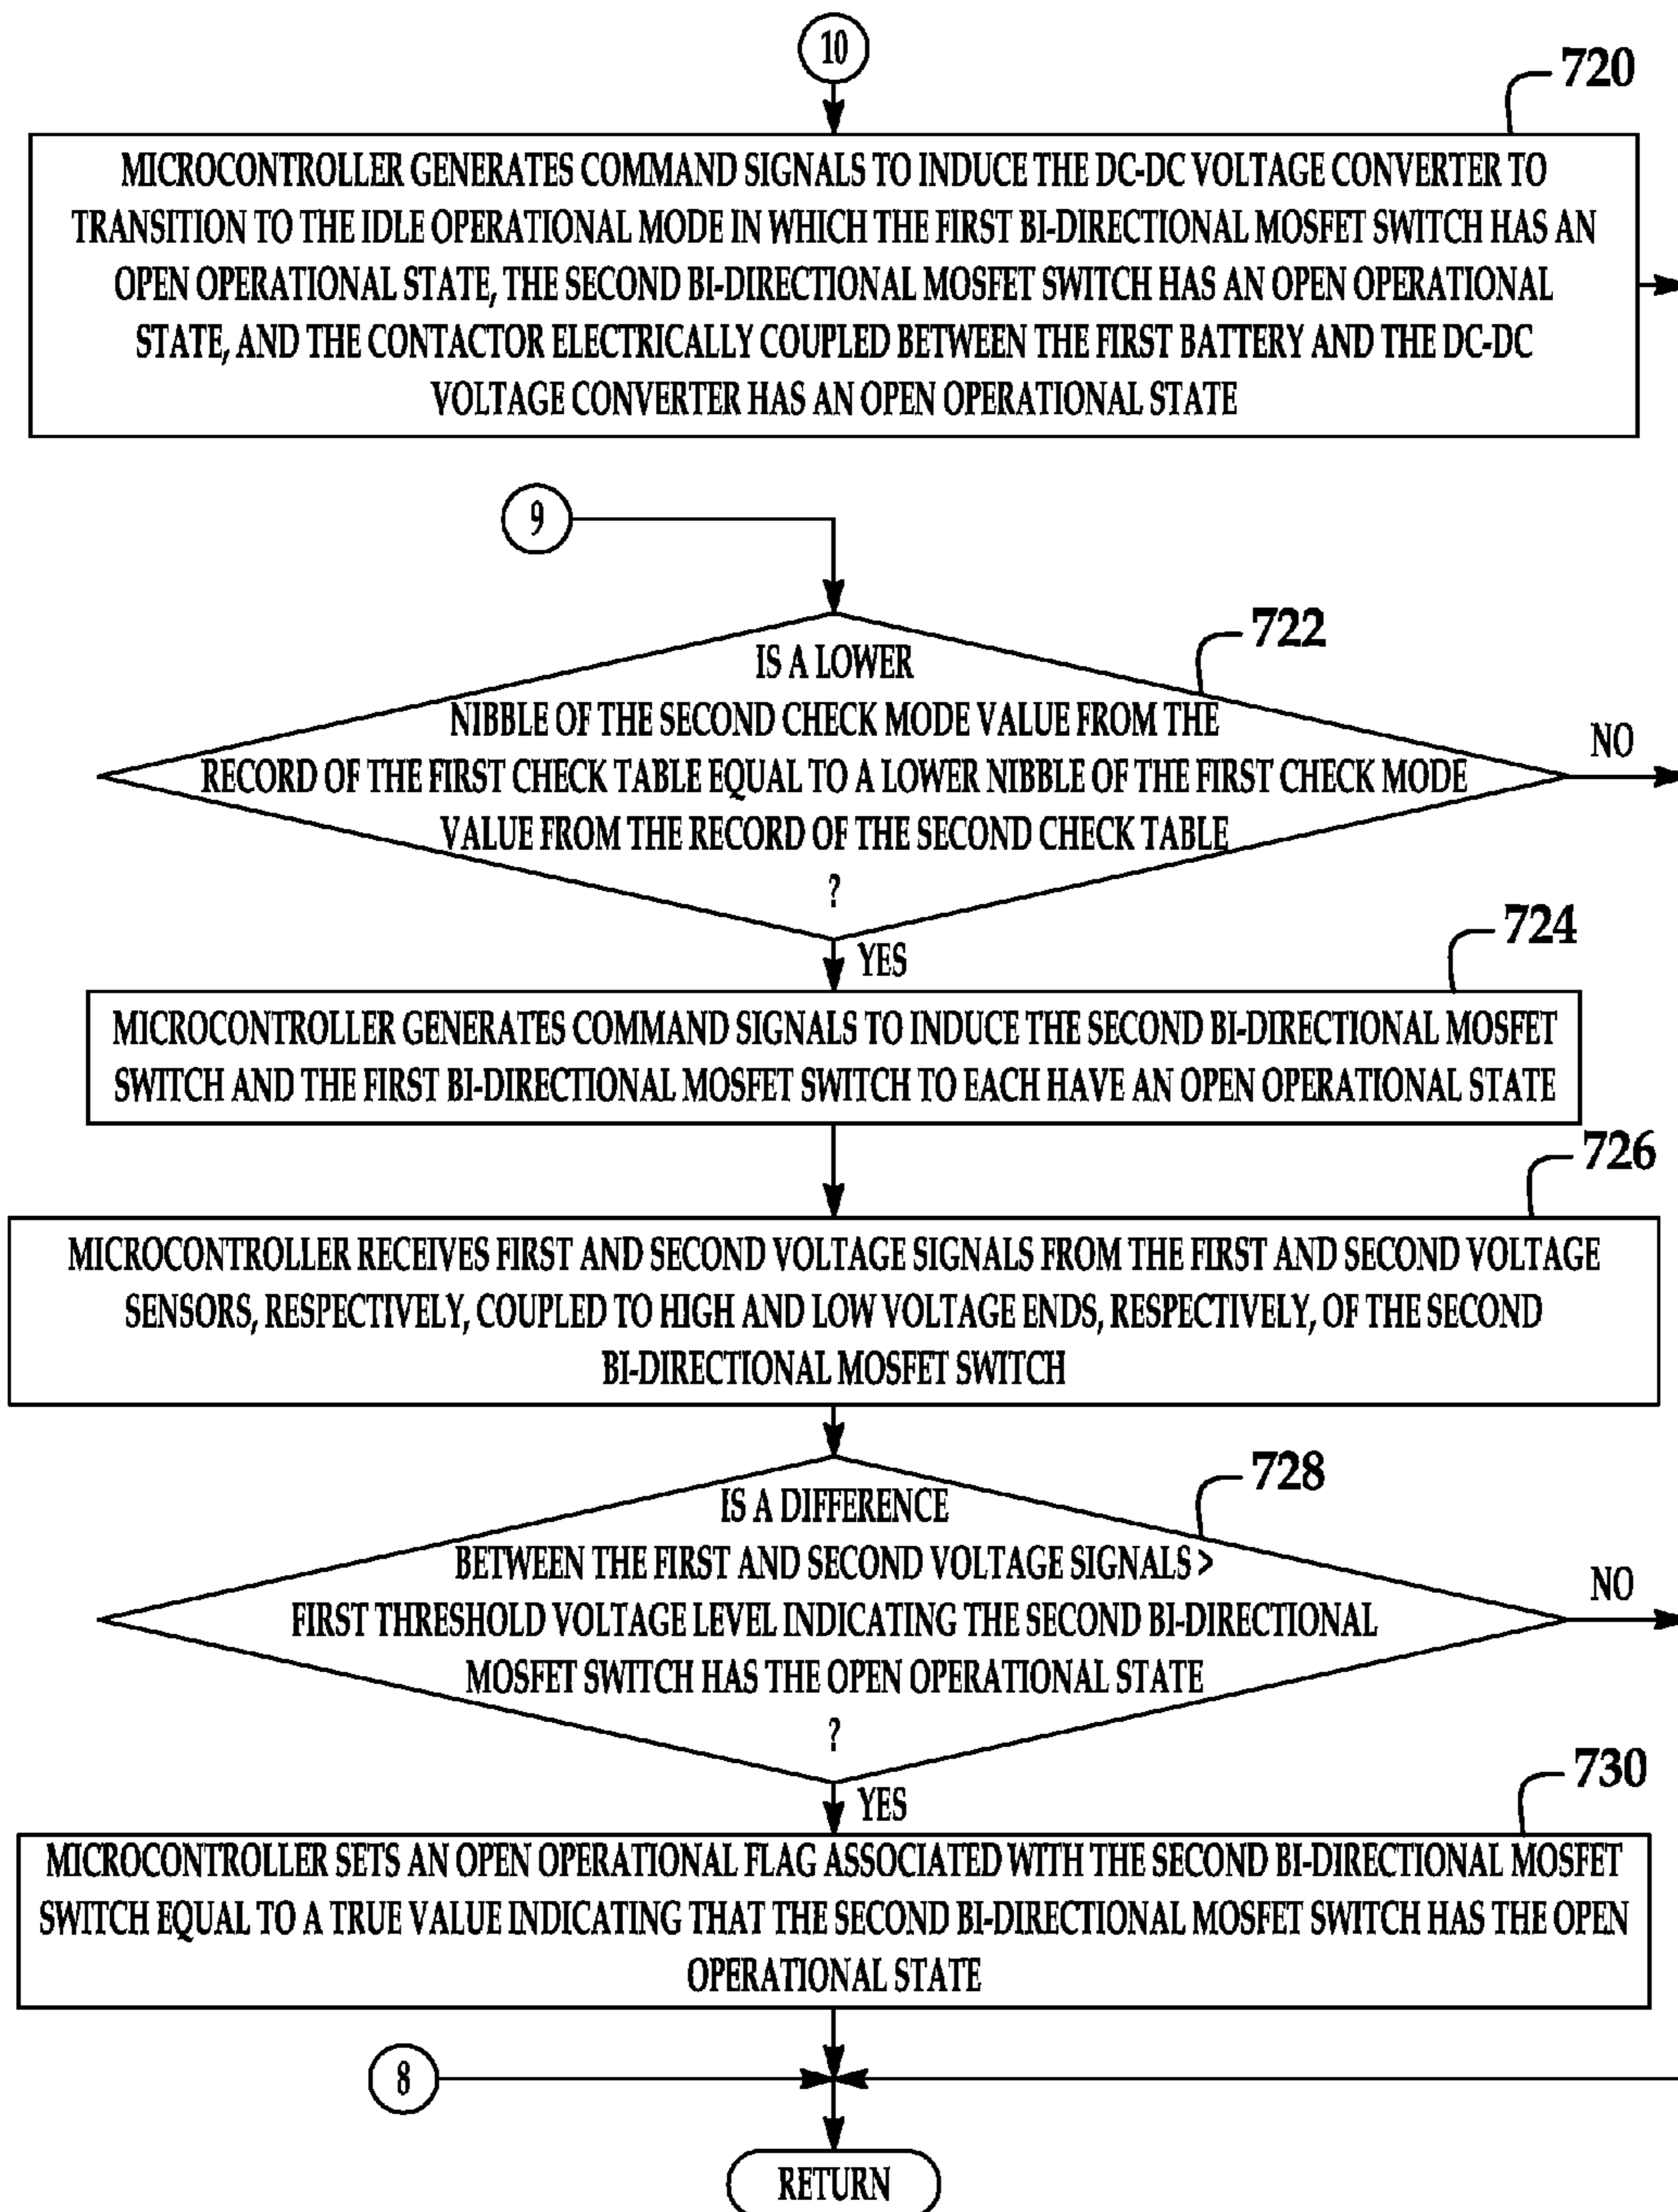 10
720
MICROCONTROLLER GENERATES COMMAND SIGNALS TO INDUCE THE DC-DC VOLTAGE CONVERTER TO
TRANSITION TO THE IDLE OPERATIONAL MODE IN WHICH THE FIRST BI-DIRECTIONAL MOSFET SWITCH HAS AN
OPEN OPERATIONAL STATE, THE SECOND BI-DIRECTIONAL MOSFET SWITCH HAS AN OPEN OPERATIONAL
STATE, AND THE CONTACTOR ELECTRICALLY COUPLED BETWEEN THE FIRST BATTERY AND THE DC-DC
VOLTAGE CONVERTER HAS AN OPEN OPERATIONAL STATE
9
722
IS A LOWER
NIBBLE OF THE SECOND CHECK MODE VALUE FROM THE
RECORD OF THE FIRST CHECK TABLE EQUAL TO A LOWER NIBBLE OF THE FIRST CHECK MODE
VALUE FROM THE RECORD OF THE SECOND CHECK TABLE
?
NO
YES
724
MICROCONTROLLER GENERATES COMMAND SIGNALS TO INDUCE THE SECOND BI-DIRECTIONAL MOSFET
SWITCH AND THE FIRST BI-DIRECTIONAL MOSFET SWITCH TO EACH HAVE AN OPEN OPERATIONAL STATE
726
MICROCONTROLLER RECEIVES FIRST AND SECOND VOLTAGE SIGNALS FROM THE FIRST AND SECOND VOLTAGE
SENSORS, RESPECTIVELY, COUPLED TO HIGH AND LOW VOLTAGE ENDS, RESPECTIVELY, OF THE SECOND
BI-DIRECTIONAL MOSFET SWITCH
728
IS A DIFFERENCE
BETWEEN THE FIRST AND SECOND VOLTAGE SIGNALS >
FIRST THRESHOLD VOLTAGE LEVEL INDICATING THE SECOND BI-DIRECTIONAL
MOSFET SWITCH HAS THE OPEN OPERATIONAL STATE
?
NO
YES
730
MICROCONTROLLER SETS AN OPEN OPERATIONAL FLAG ASSOCIATED WITH THE SECOND BI-DIRECTIONAL MOSFET
SWITCH EQUAL TO A TRUE VALUE INDICATING THAT THE SECOND BI-DIRECTIONAL MOSFET SWITCH HAS THE OPEN
OPERATIONAL STATE
8
RETURN